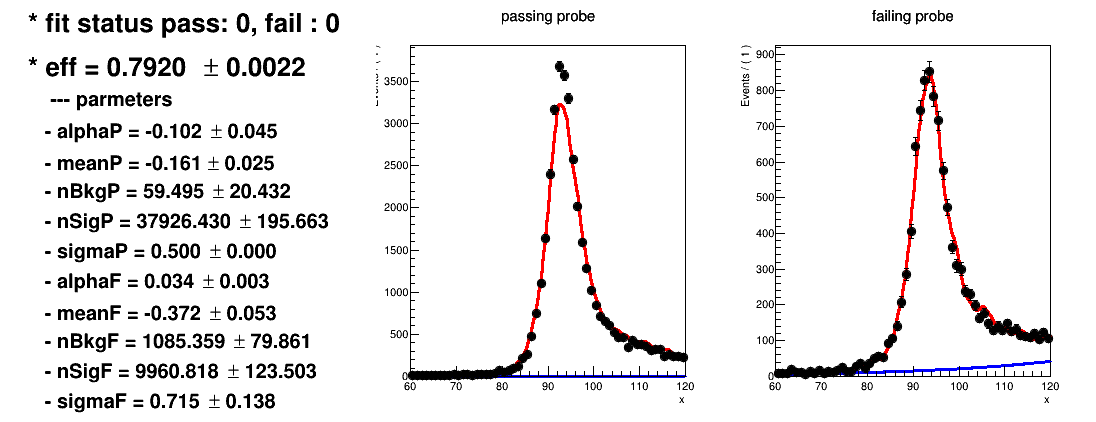 * fit status pass: 0, fail : 0
* eff = 0.7920 ± 0.0022
--- parmeters
- alphaP = -0.102 ± 0.045
- meanP = -0.161 ± 0.025
- nBkgP = 59.495 ± 20.432
- nSigP = 37926.430 ± 195.663
- sigmaP = 0.500 ± 0.000
- alphaF = 0.034 ± 0.003
- meanF = -0.372 ± 0.053
- nBkgF = 1085.359 ± 79.861
- nSigF = 9960.818 ± 123.503
- sigmaF = 0.715 ± 0.138
passing probe
3500
3000
2500
2000
1500
1000
500
0
60 70 80 90 100 110 120
x
failing probe
Events / ( 1 )
900
800
700
600
500
400
300
200
100
0
60 70 80 90 100 110 120
x